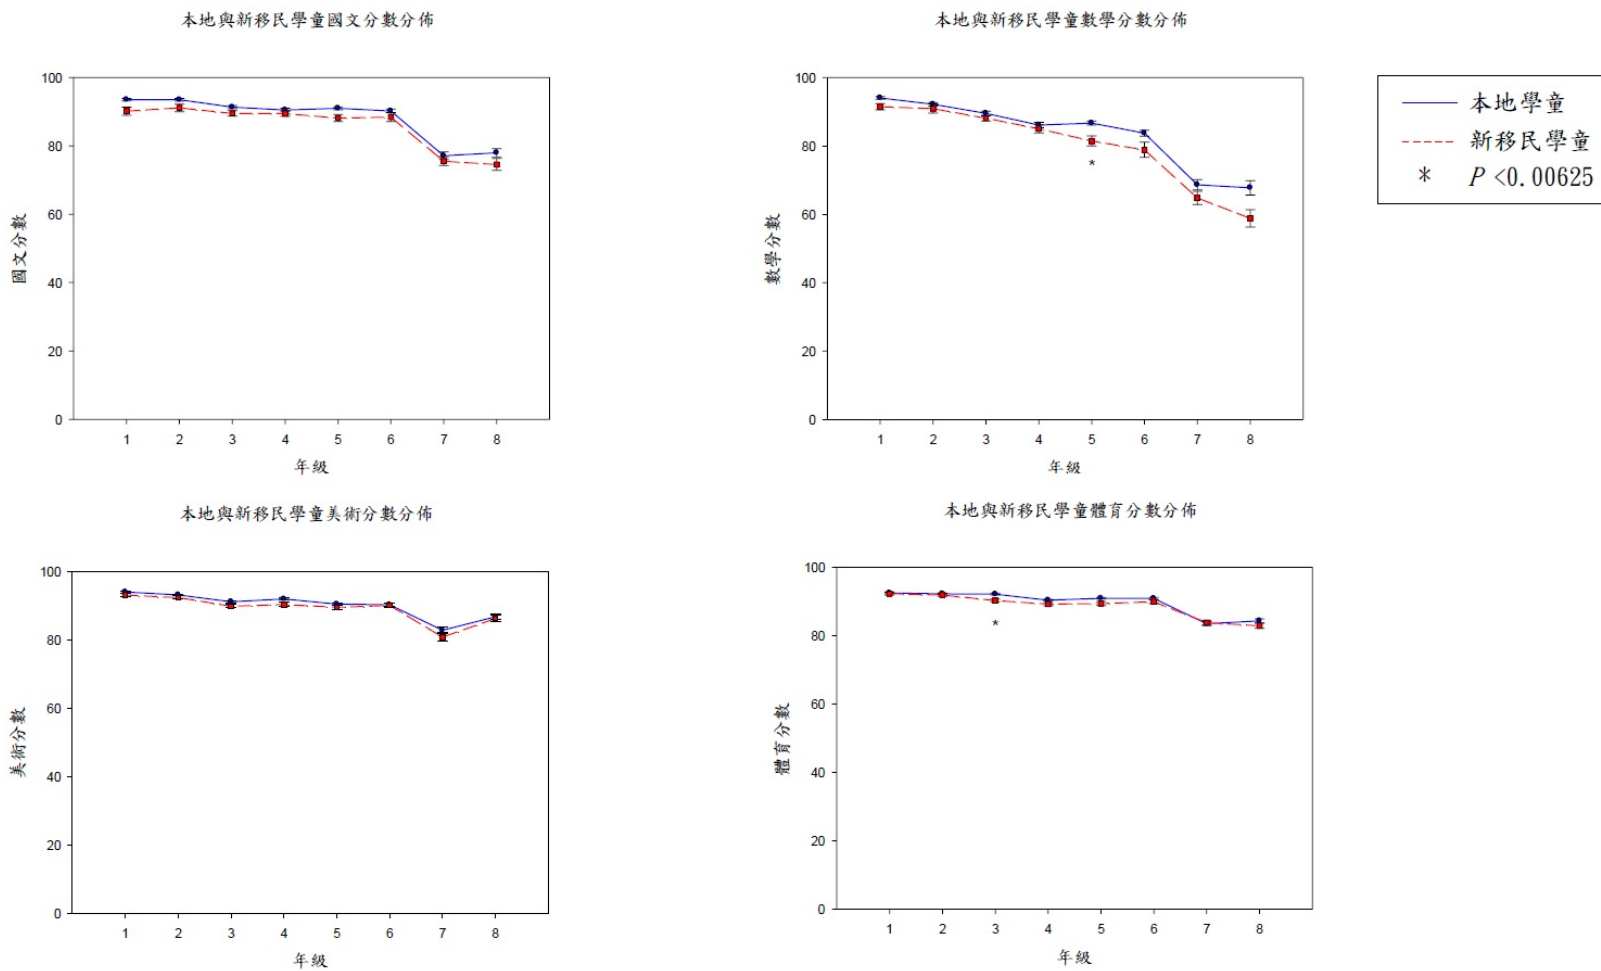 本地與新移民學童國文分數分佈
100
80
60
40
20
0
國文分數
1 2 3 4 5 6 7 8
年級
本地與新移民學童數學分數分佈
100
80
60
40
20
0
數學分數
*
1 2 3 4 5 6 7 8
年級
本地學童
新移民學童
* P <0.00625
本地與新移民學童美術分數分佈
100
80
60
40
20
0
美術分數
1 2 3 4 5 6 7 8
年級
本地與新移民學童體育分數分佈
100
80
60
40
20
0
體育分數
*
1 2 3 4 5 6 7 8
年級